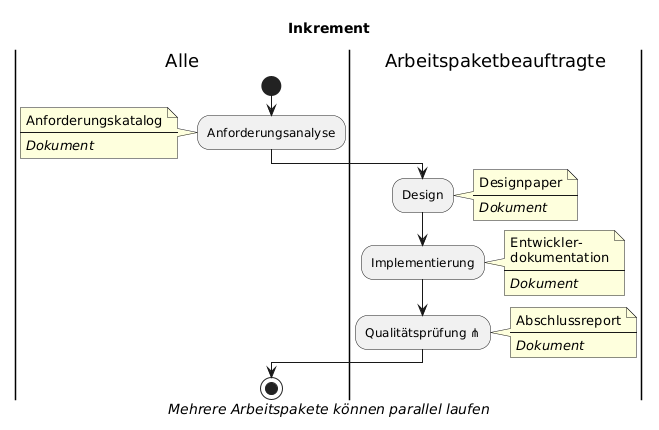 Inkrement
Alle
Arbeitspaketbeauftragte
Anforderungskatalog
Dokument
Anforderungsanalyse
Design
Designpaper
Dokument
Implementierung
Entwickler-
dokumentation
Dokument
Qualitätsprüfung ⋔
Abschlussreport
Dokument
Mehrere Arbeitspakete können parallel laufen